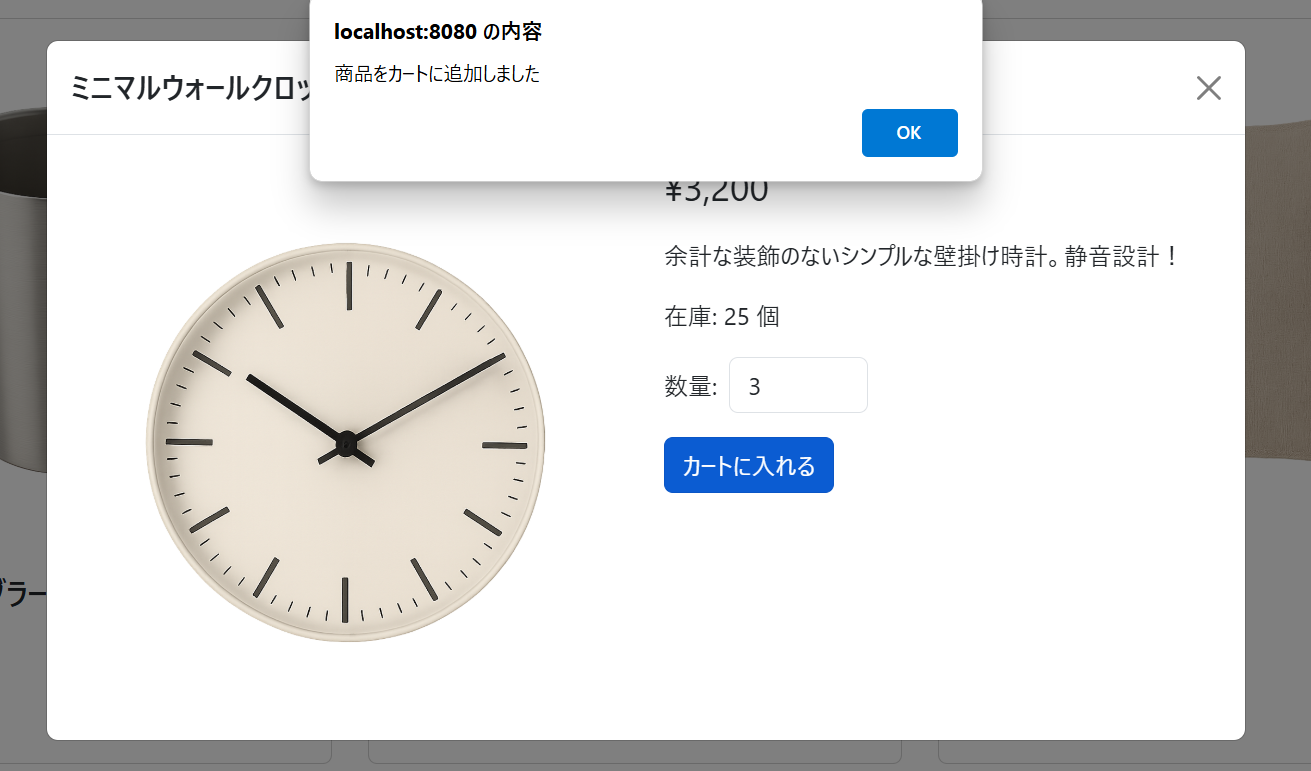 localhost:8080 の内容
商品をカートに追加しました
OK
ミニマルウォールクロッ
¥3,200
余計な装飾のないシンプルな壁掛け時計。静音設計！
在庫: 25 個
数量: 3
カートに入れる
ブラー